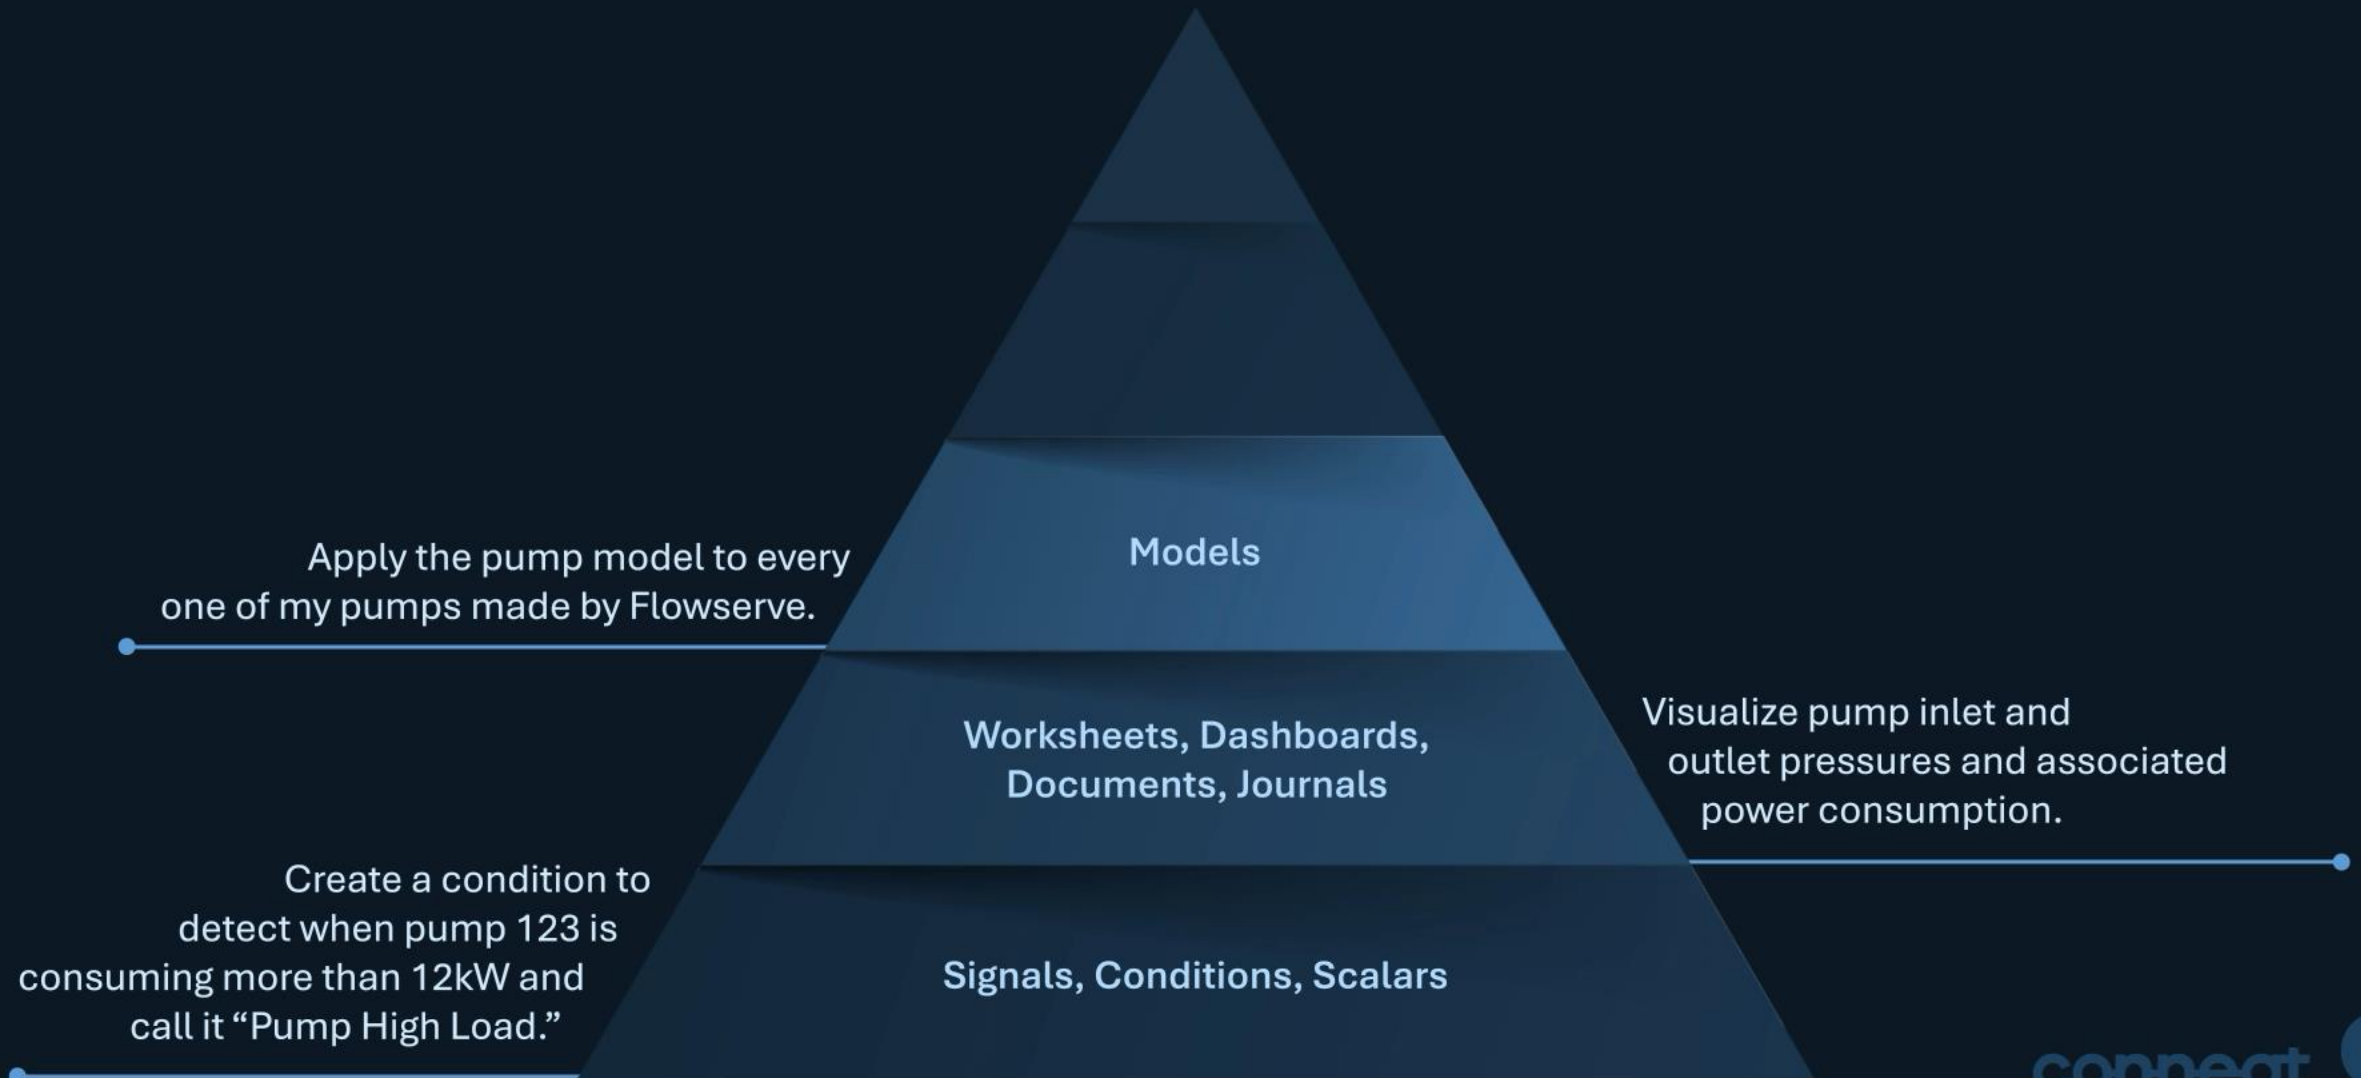 Models
Apply the pump model to every
one of my pumps made by Flowserve.
Worksheets, Dashboards,
Documents, Journals
Visualize pump inlet and
outlet pressures and associated
power consumption.
Create a condition to
detect when pump 123 is
consuming more than 12kW and
call it “Pump High Load.”
Signals, Conditions, Scalars